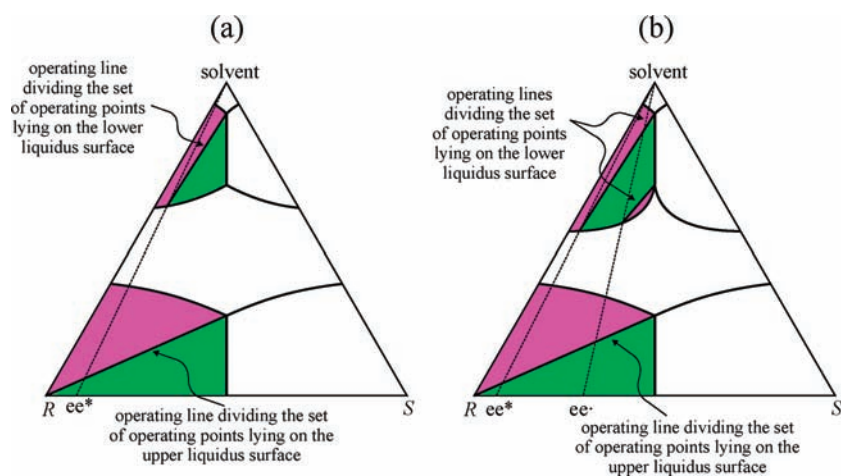 (a)
solvent
operating line
dividing the set
of operating points
lying on the lower
liquidus surface
R
ee*
S
operating line dividing the set
of operating points lying on the
upper liquidus surface
(b)
solvent
operating lines
dividing the set
of operating points
lying on the lower
liquidus surface
R
ee*
ee·
S
operating line dividing the set
of operating points lying on the
upper liquidus surface